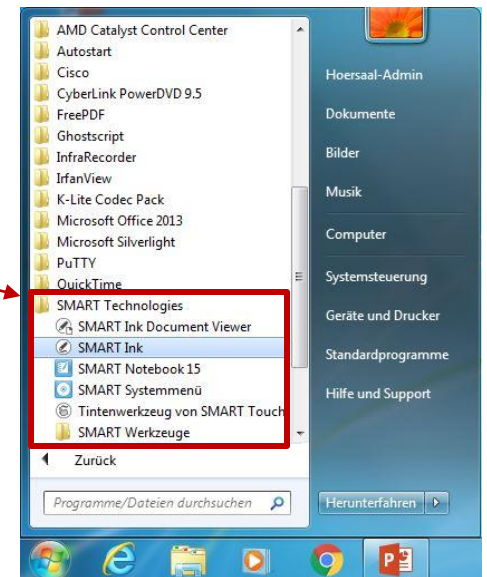 AMD Catalyst Control Center
Autostart
Cisco
CyberLink PowerDVD 9.5
FreePDF
Ghostscript
InfraRecorder
IrfanView
K-Lite Codec Pack
Microsoft Office 2013
Microsoft Silverlight
PuTTY
QuickTime
SMART Technologies
SMART Ink Document Viewer
SMART Ink
SMART Notebook 15
SMART Systemmenü
Tintenwerkzeug von SMART Touch
SMART Werkzeuge
Zurück
Programme/Dateien durchsuchen
Hoersaal-Admin
Dokumente
Bilder
Musik
Computer
Systemsteuerung
Geräte und Drucker
Standardprogramme
Hilfe und Support
Herunterfahren